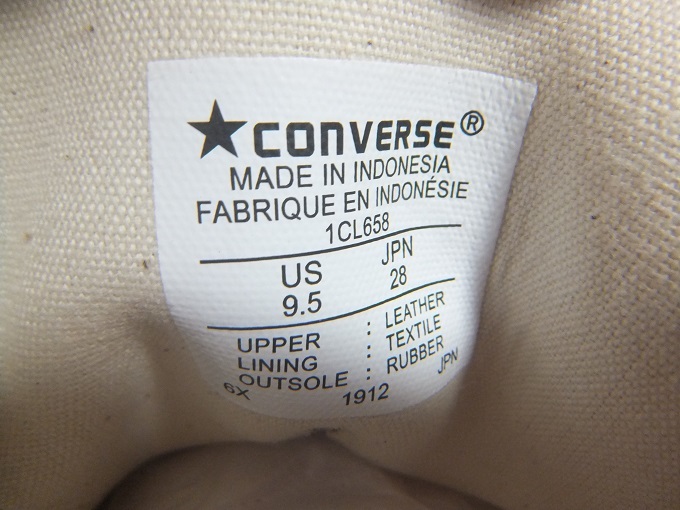 ★CONVERSE®
MADE IN INDONESIA
FABRIQUE EN INDONÉSIE
1CL658
US JPN
9.5 28
UPPER : LEATHER
LINING : TEXTILE
OUTSOLE : RUBBER
6X 1912 JPN